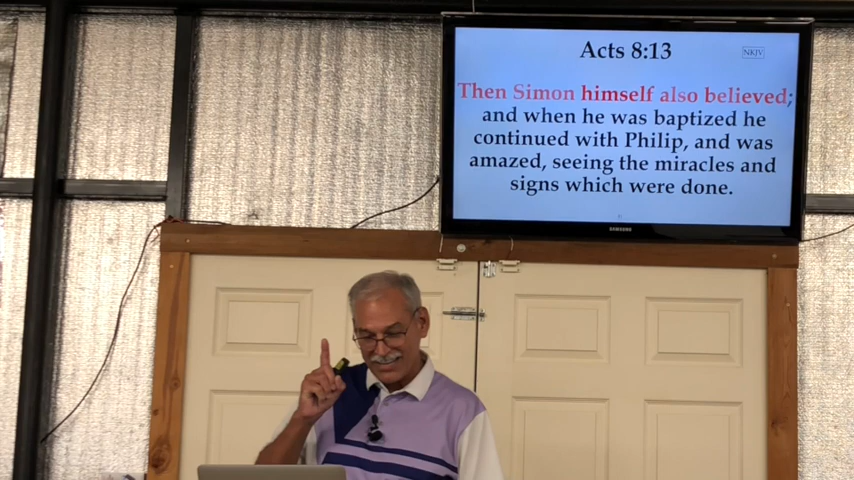 Acts 8:13
NKJV
Then Simon himself also believed;
and when he was baptized he
continued with Philip, and was
amazed, seeing the miracles and
signs which were done.
SAMSUNG